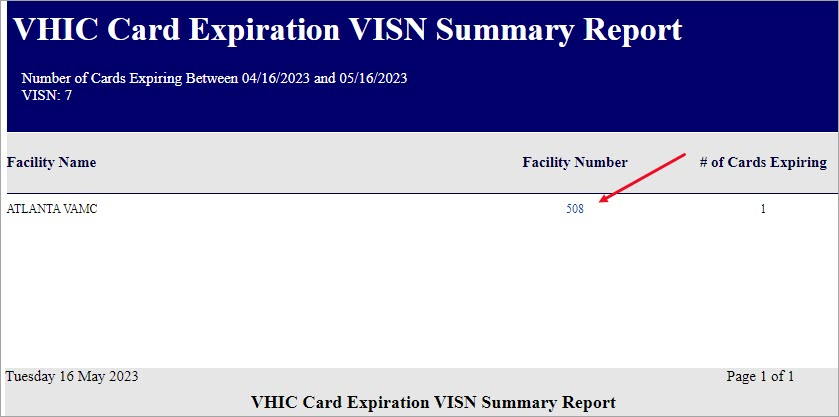 VHIC Card Expiration VISN Summary Report
Number of Cards Expiring Between 04/16/2023 and 05/16/2023
VISN: 7
Facility Name Facility Number # of Cards Expiring
ATLANTA VAMC 508 1
Tuesday 16 May 2023 Page 1 of 1
VHIC Card Expiration VISN Summary Report